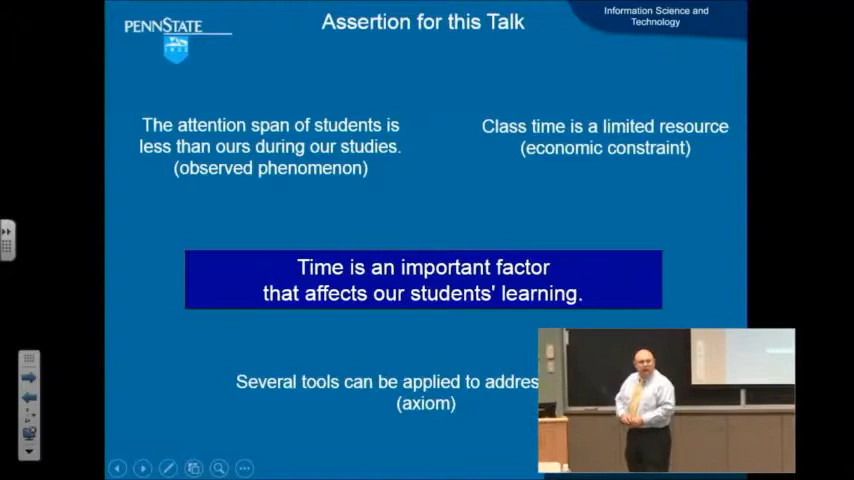 PENNSTATE
1855
Assertion for this Talk
Information Science and
Technology
The attention span of students is
less than ours during our studies.
(observed phenomenon)
Class time is a limited resource
(economic constraint)
Time is an important factor
that affects our students' learning.
Several tools can be applied to addres
(axiom)